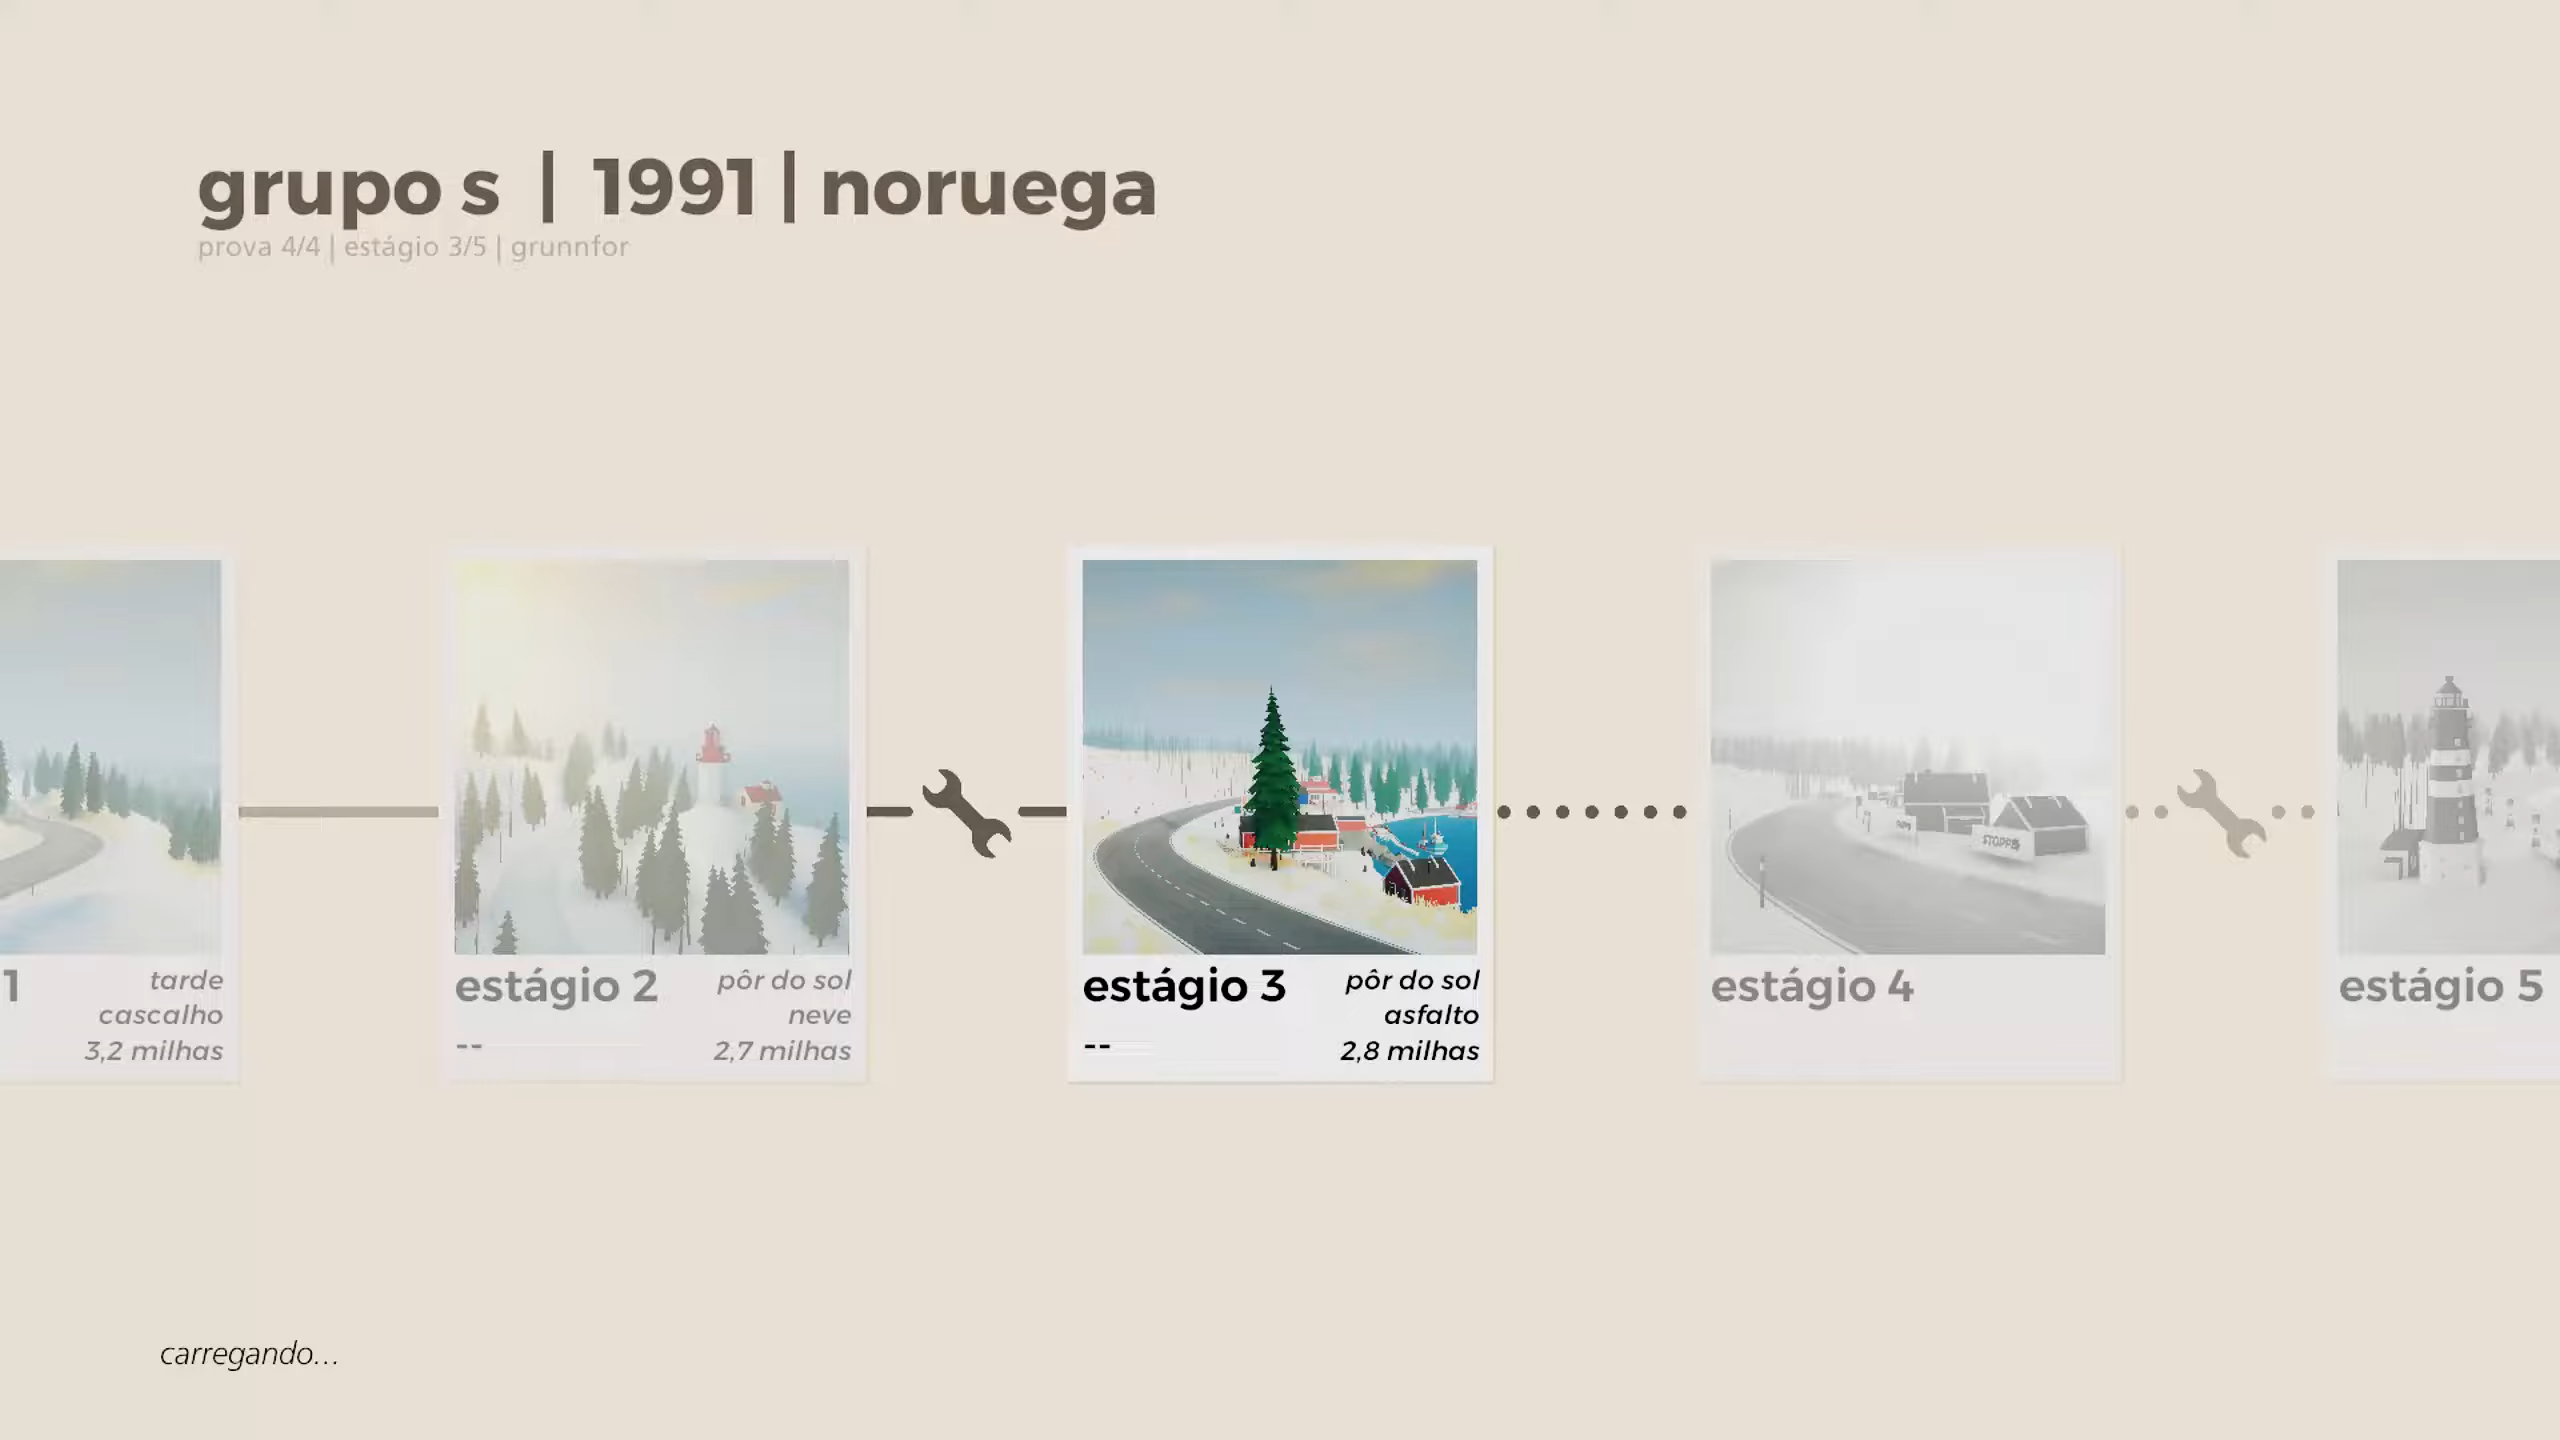 grupo s | 1991 | noruega
prova 4/4 | estágio 3/5 | grunnfor
1
tarde
cascalho
3,2 milhas
estágio 2
pôr do sol
neve
--
2,7 milhas
estágio 3
pôr do sol
asfalto
--
2,8 milhas
STOPP
estágio 4
estágio 5
carregando...